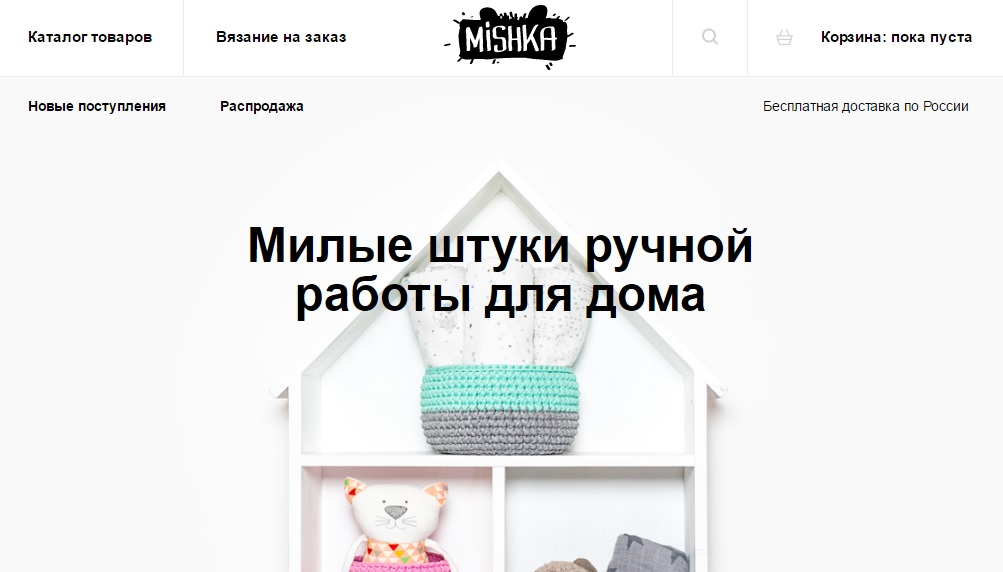 Каталог товаров
Вязание на заказ
MiSHKA
Корзина: пока пуста
Новые поступления
Распродажа
Бесплатная доставка по России
Милые штуки ручной
работы для дома